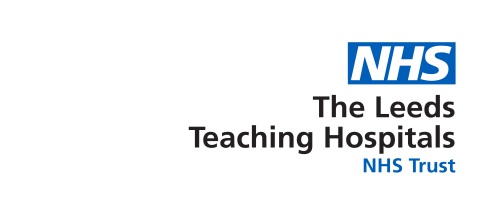 NHS
The Leeds
Teaching Hospitals
NHS Trust